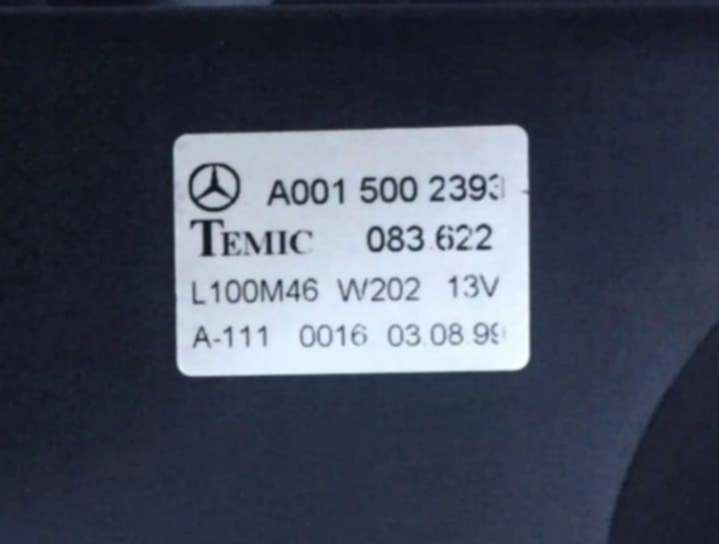 A001 500 2393
TEMIC 083.622
L100M46 W202 13V
A-111 0016 03.08.99